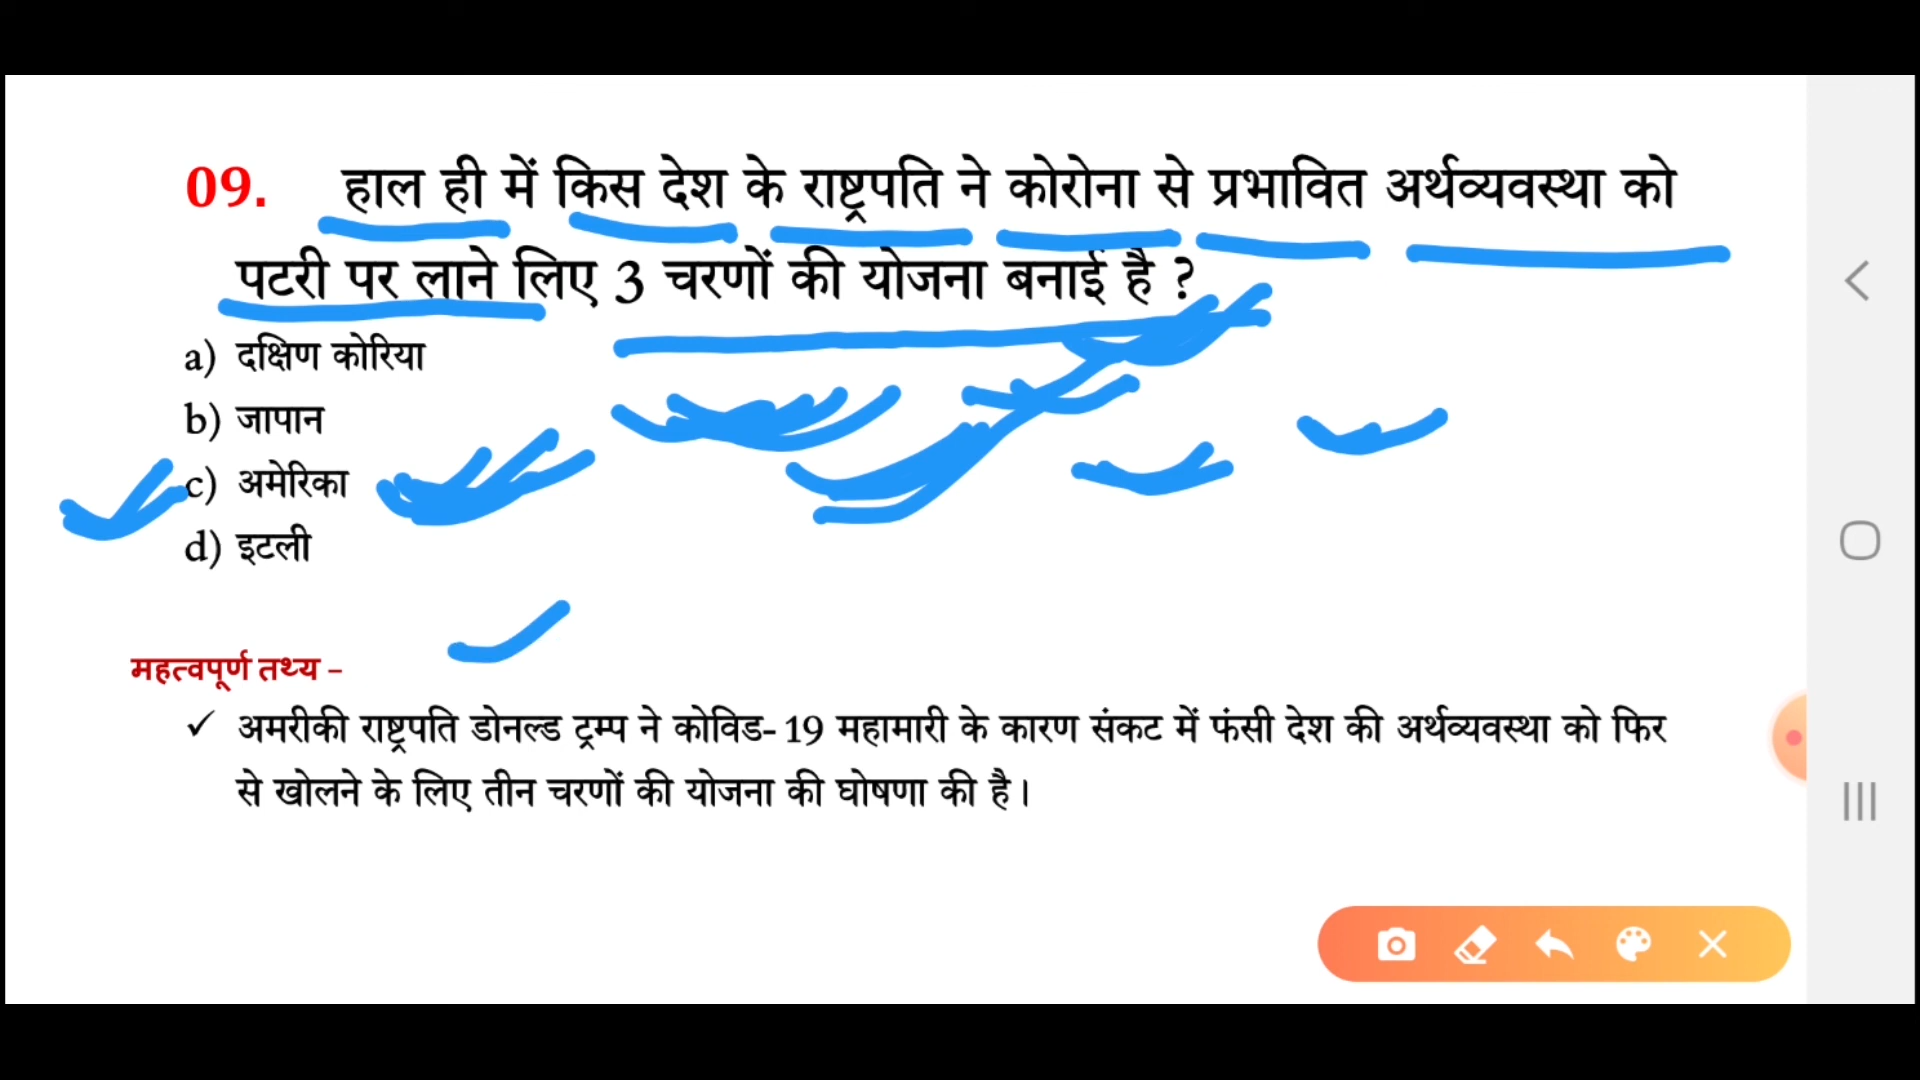 09. हाल ही में किस देश के राष्ट्रपति ने कोरोना से प्रभावित अर्थव्यवस्था को
पटरी पर लाने लिए 3 चरणों की योजना बनाई है ?
a) दक्षिण कोरिया
b) जापान
c) अमेरिका
d) इटली
महत्वपूर्ण तथ्य –
✓ अमरीकी राष्ट्रपति डोनल्ड ट्रम्प ने कोविड- 19 महामारी के कारण संकट में फंसी देश की अर्थव्यवस्था को फिर
से खोलने के लिए तीन चरणों की योजना की घोषणा की है।